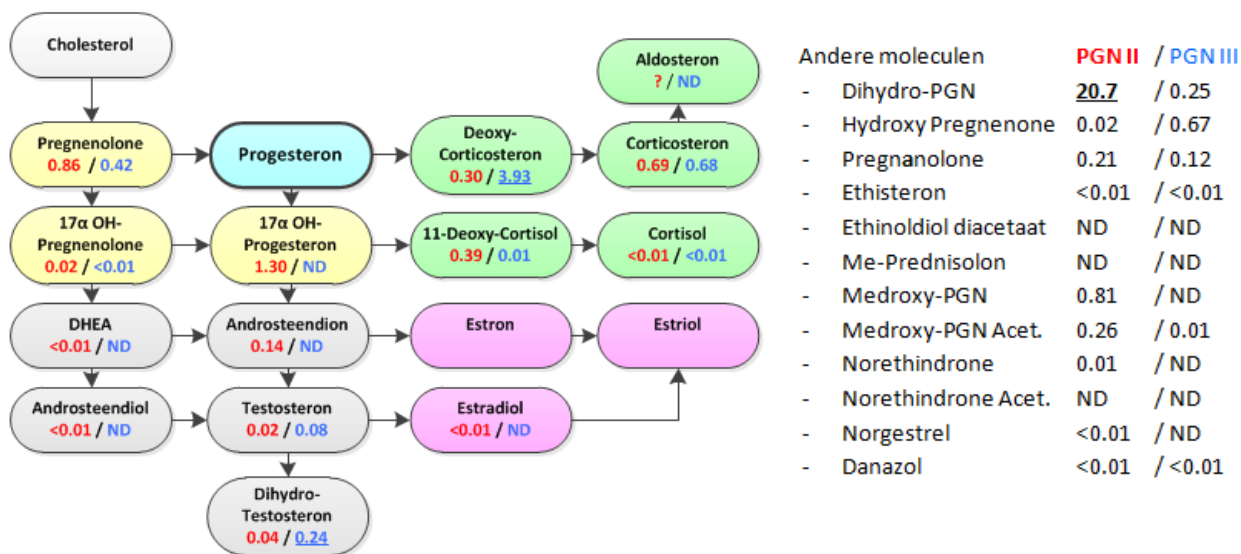 Cholesterol
Pregnenolone
0.86 / 0.42
Progesteron
Deoxy-
Corticosteron
0.30 / 3.93
Corticosteron
0.69 / 0.68
Aldosteron
? / ND
17α OH-
Pregnenolone
0.02 / <0.01
17α OH-
Progesteron
1.30 / ND
11-Deoxy-Cortisol
0.39 / 0.01
Cortisol
<0.01 / <0.01
DHEA
<0.01 / ND
Androsteendion
0.14 / ND
Estron
Estriol
Androsteendiol
<0.01 / ND
Testosteron
0.02 / 0.08
Estradiol
<0.01 / ND
Dihydro-
Testosteron
0.04 / 0.24
Andere moleculen PGN II / PGN III
- Dihydro-PGN 20.7 / 0.25
- Hydroxy Pregnenone 0.02 / 0.67
- Pregnanolone 0.21 / 0.12
- Ethisteron <0.01 / <0.01
- Ethinoldiol diacetaat ND / ND
- Me-Prednisolon ND / ND
- Medroxy-PGN 0.81 / ND
- Medroxy-PGN Acet. 0.26 / 0.01
- Norethindrone 0.01 / ND
- Norethindrone Acet. ND / ND
- Norgestrel <0.01 / ND
- Danazol <0.01 / <0.01